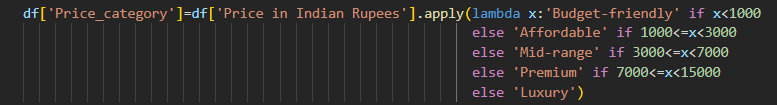 df['Price_category']=df['Price in Indian Rupees'].apply(lambda x:'Budget-friendly' if x<1000
else 'Affordable' if 1000<=x<3000
else 'Mid-range' if 3000<=x<7000
else 'Premium' if 7000<=x<15000
else 'Luxury')